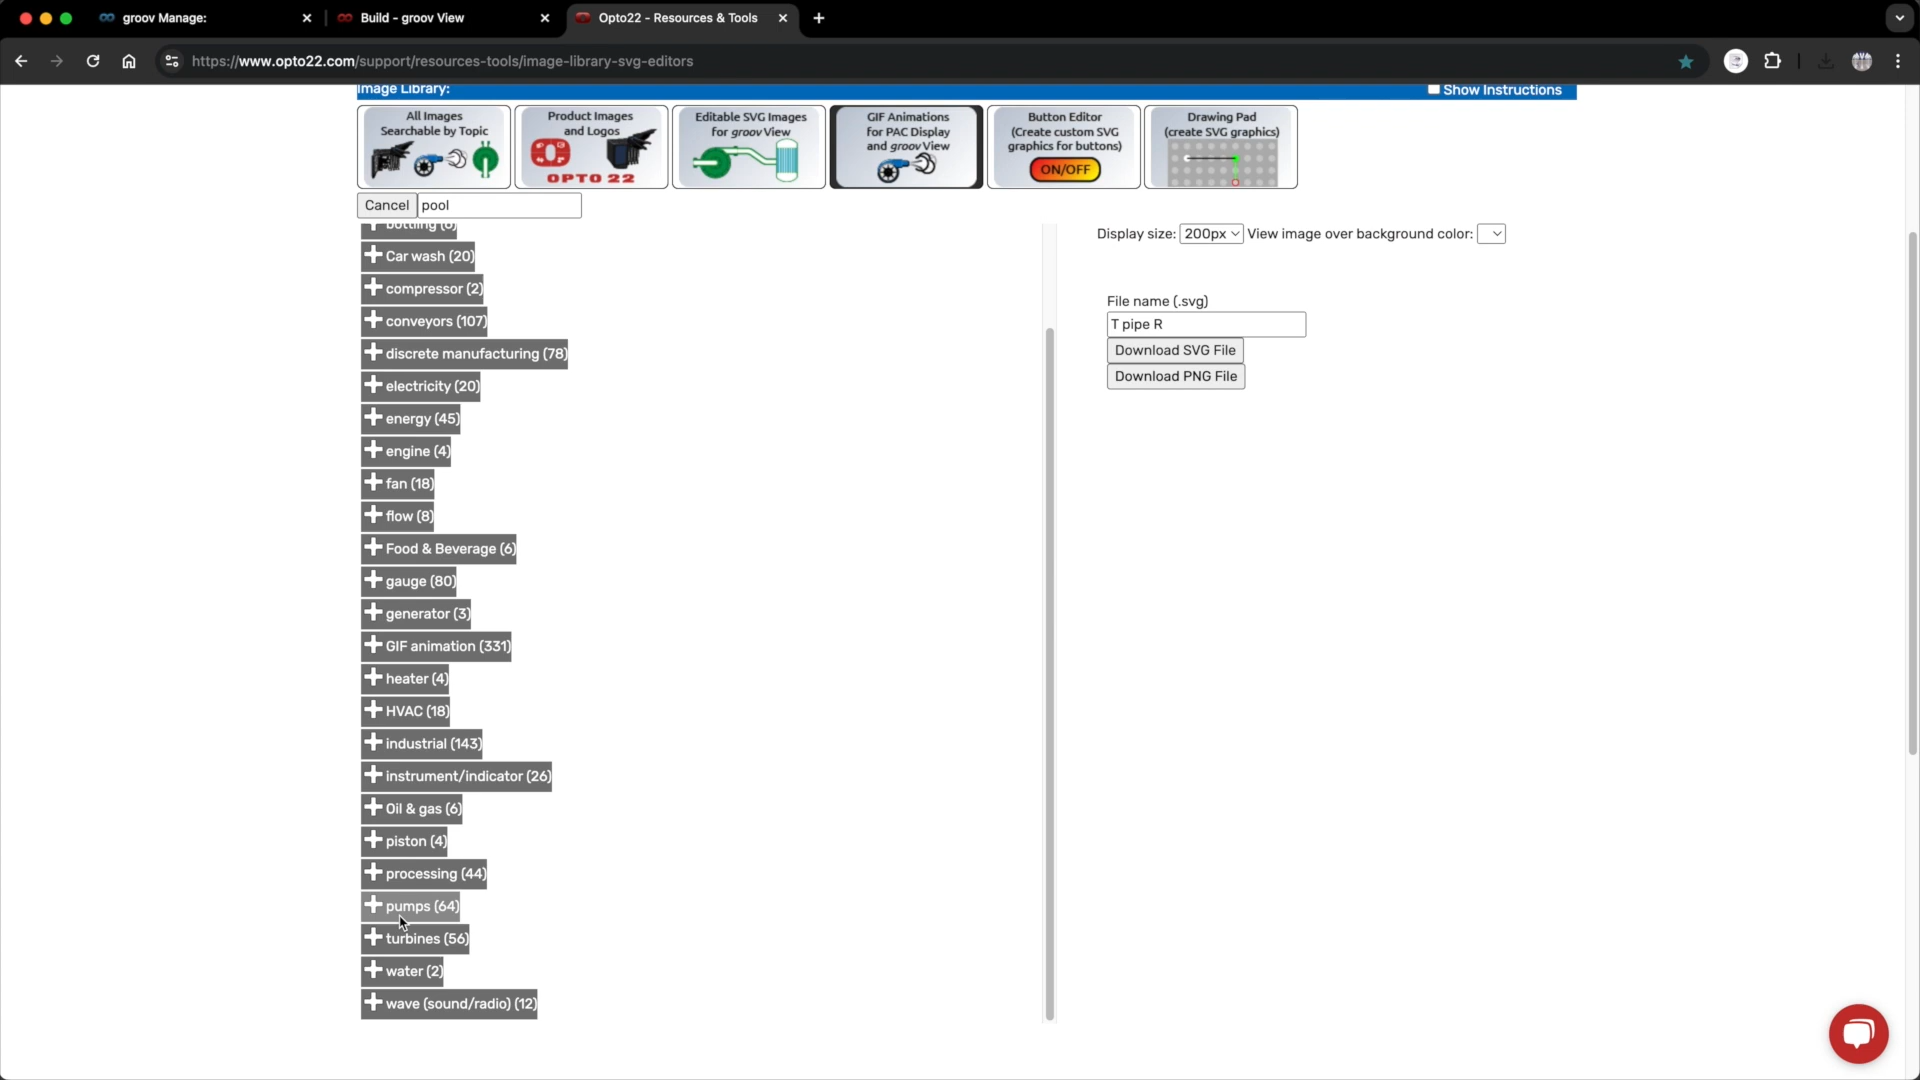 groov Manage:
Build - groov View
Opto22 - Resources & Tools
https://www.opto22.com/support/resources-tools/image-library-svg-editors
Image Library:
Show Instructions
All Images
Searchable by Topic
Product Images
and Logos
OPTO 22
Editable SVG Images
for groov View
GIF Animations
for PAC Display
and groov View
Button Editor
(Create custom SVG
graphics for buttons)
ON/OFF
Drawing Pad
(create SVG graphics)
Cancel pool
bottling (6)
Car wash (20)
compressor (2)
conveyors (107)
discrete manufacturing (78)
electricity (20)
energy (45)
engine (4)
fan (18)
flow (8)
Food & Beverage (6)
gauge (80)
generator (3)
GIF animation (331)
heater (4)
HVAC (18)
industrial (143)
instrument/indicator (26)
Oil & gas (6)
piston (4)
processing (44)
pumps (64)
turbines (56)
water (2)
wave (sound/radio) (12)
Display size: 200px View image over background color:
File name (.svg)
T pipe R
Download SVG File
Download PNG File